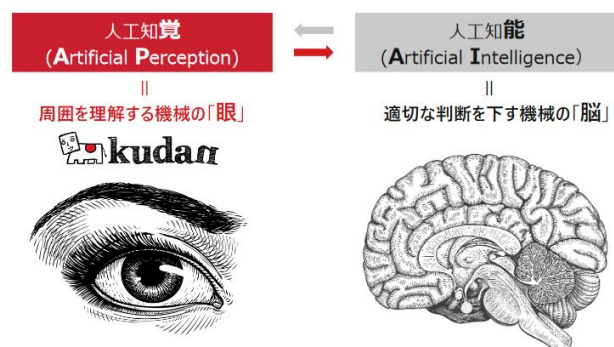 人工知覚
(Artificial Perception)
||
周囲を理解する機械の「眼」
kudan
人工知能
(Artificial Intelligence)
||
適切な判断を下す機械の「脳」